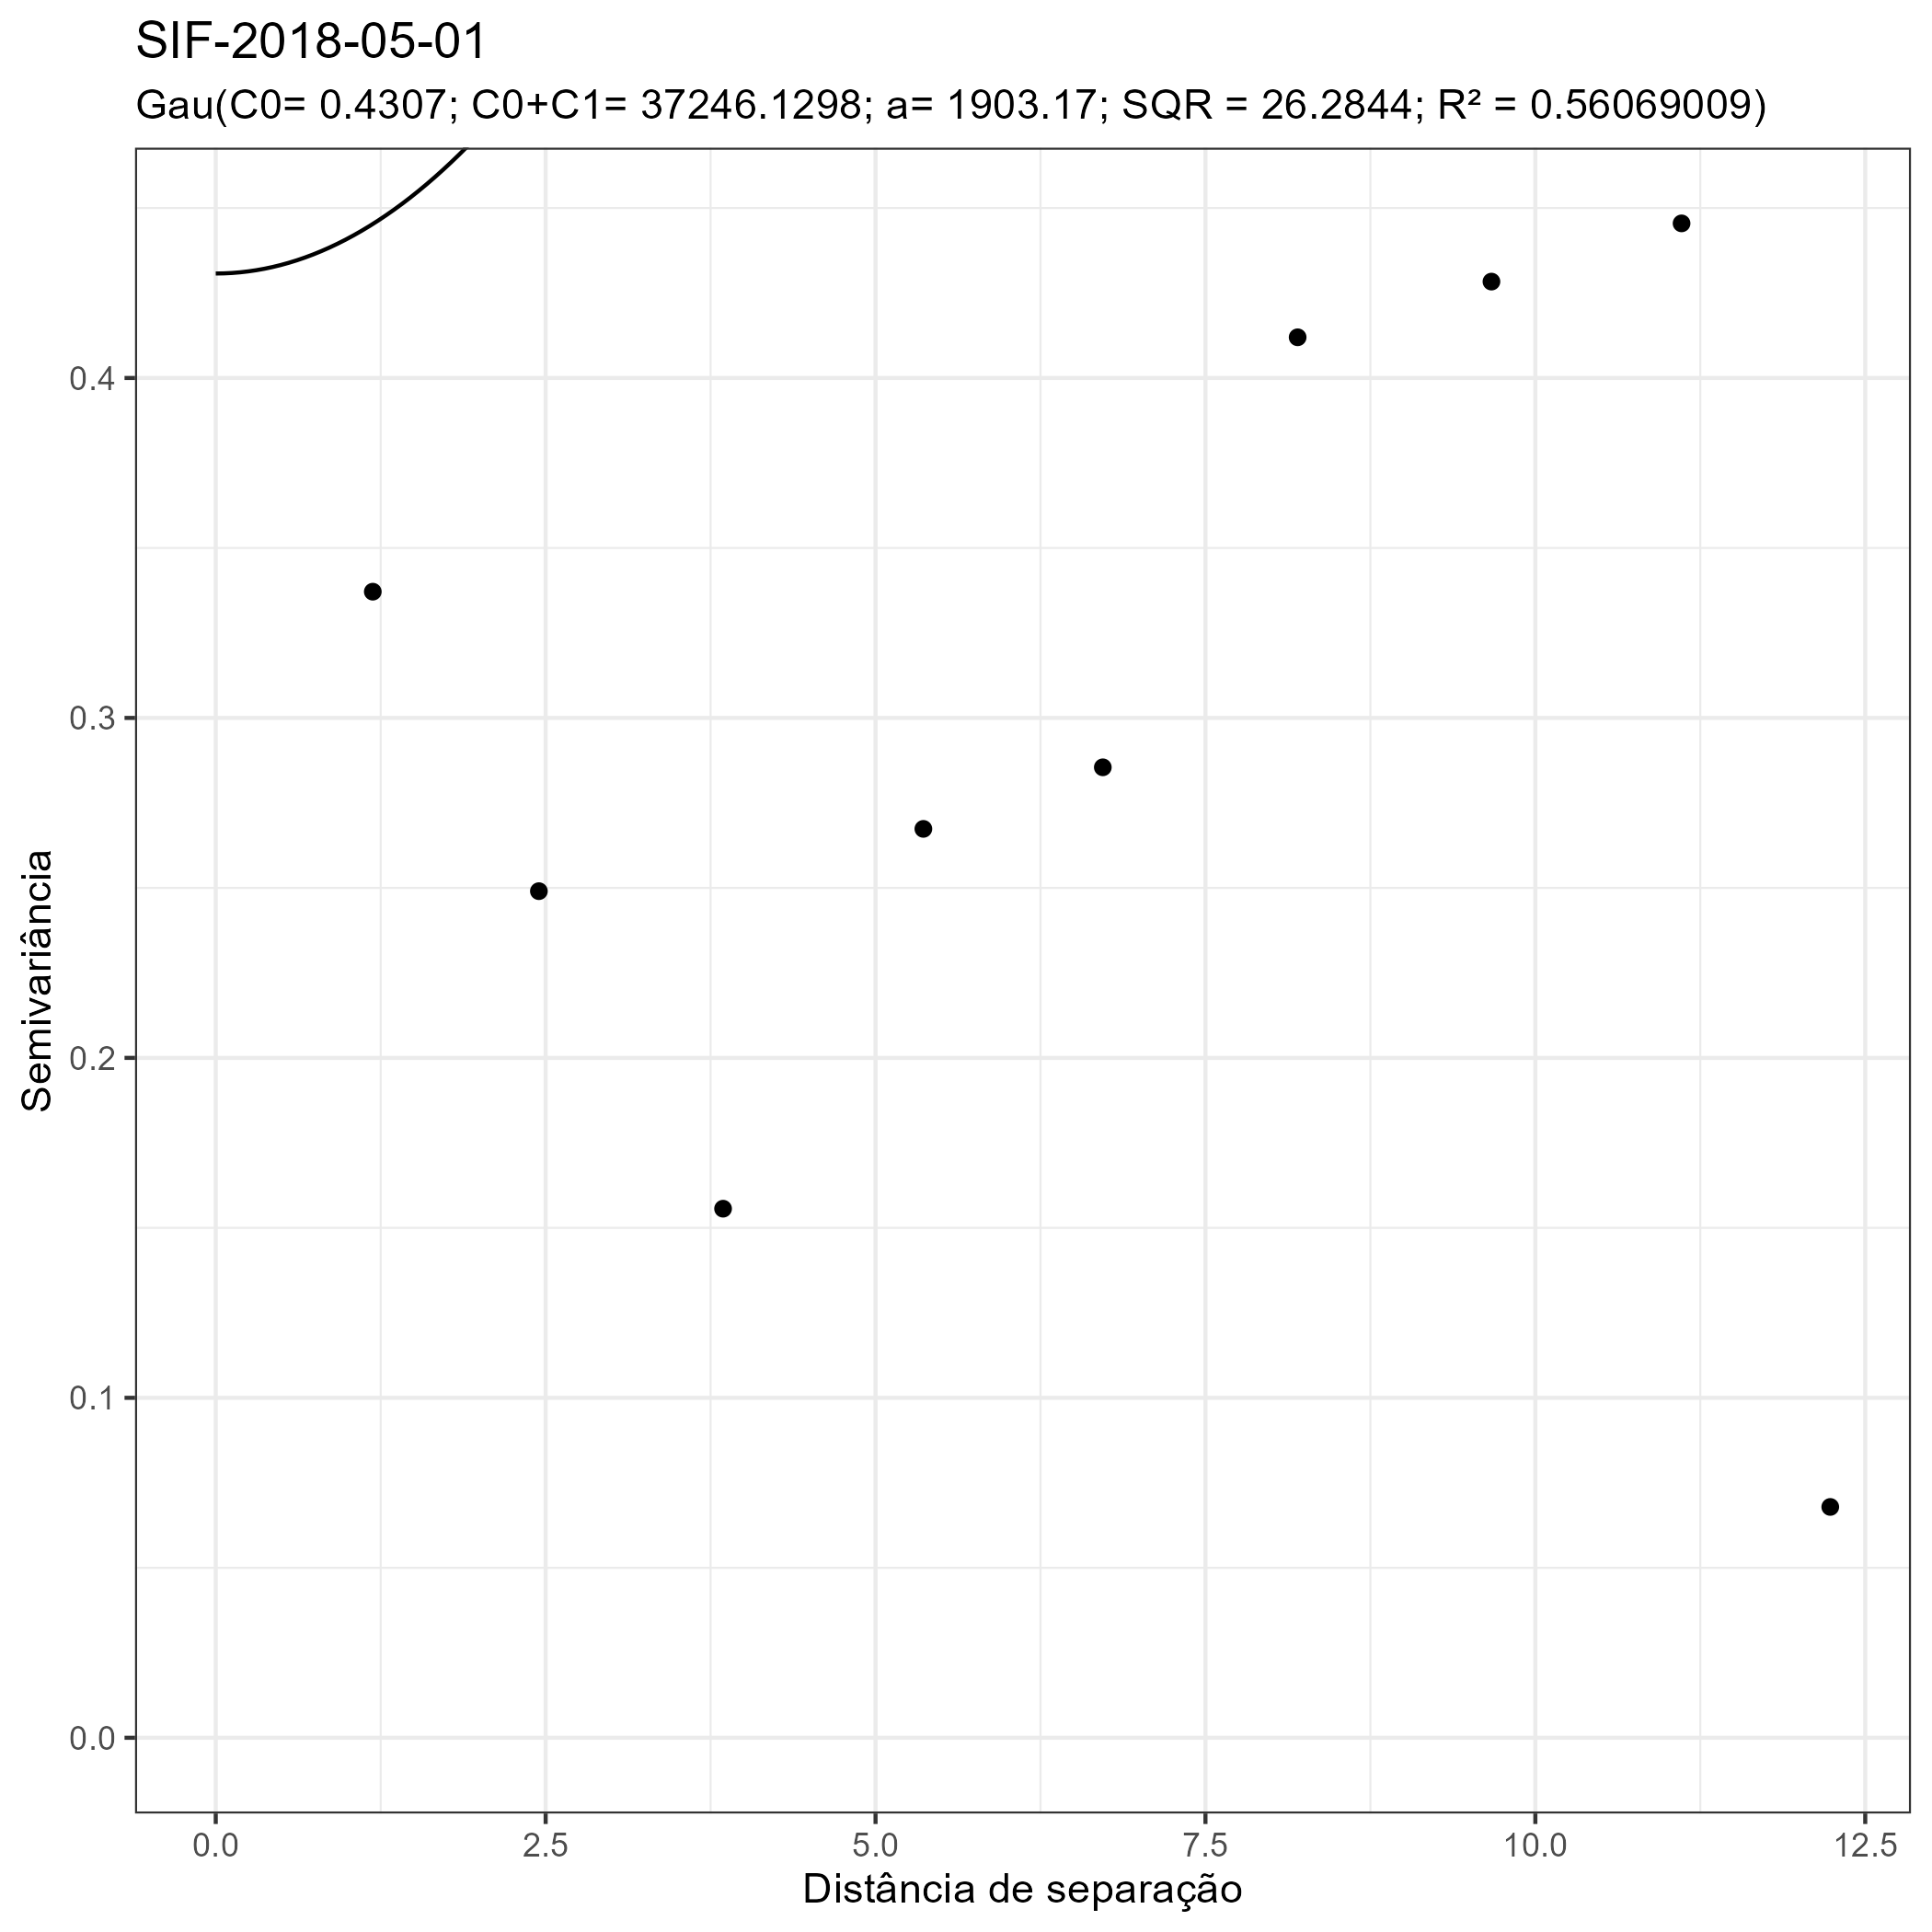 SIF-2018-05-01
Gau(C0= 0.4307; C0+C1= 37246.1298; a= 1903.17; SQR = 26.2844; R² = 0.56069009)
Semivariância
0.4
0.3
0.2
0.1
0.0
0.0 2.5 5.0 7.5 10.0 12.5
Distância de separação